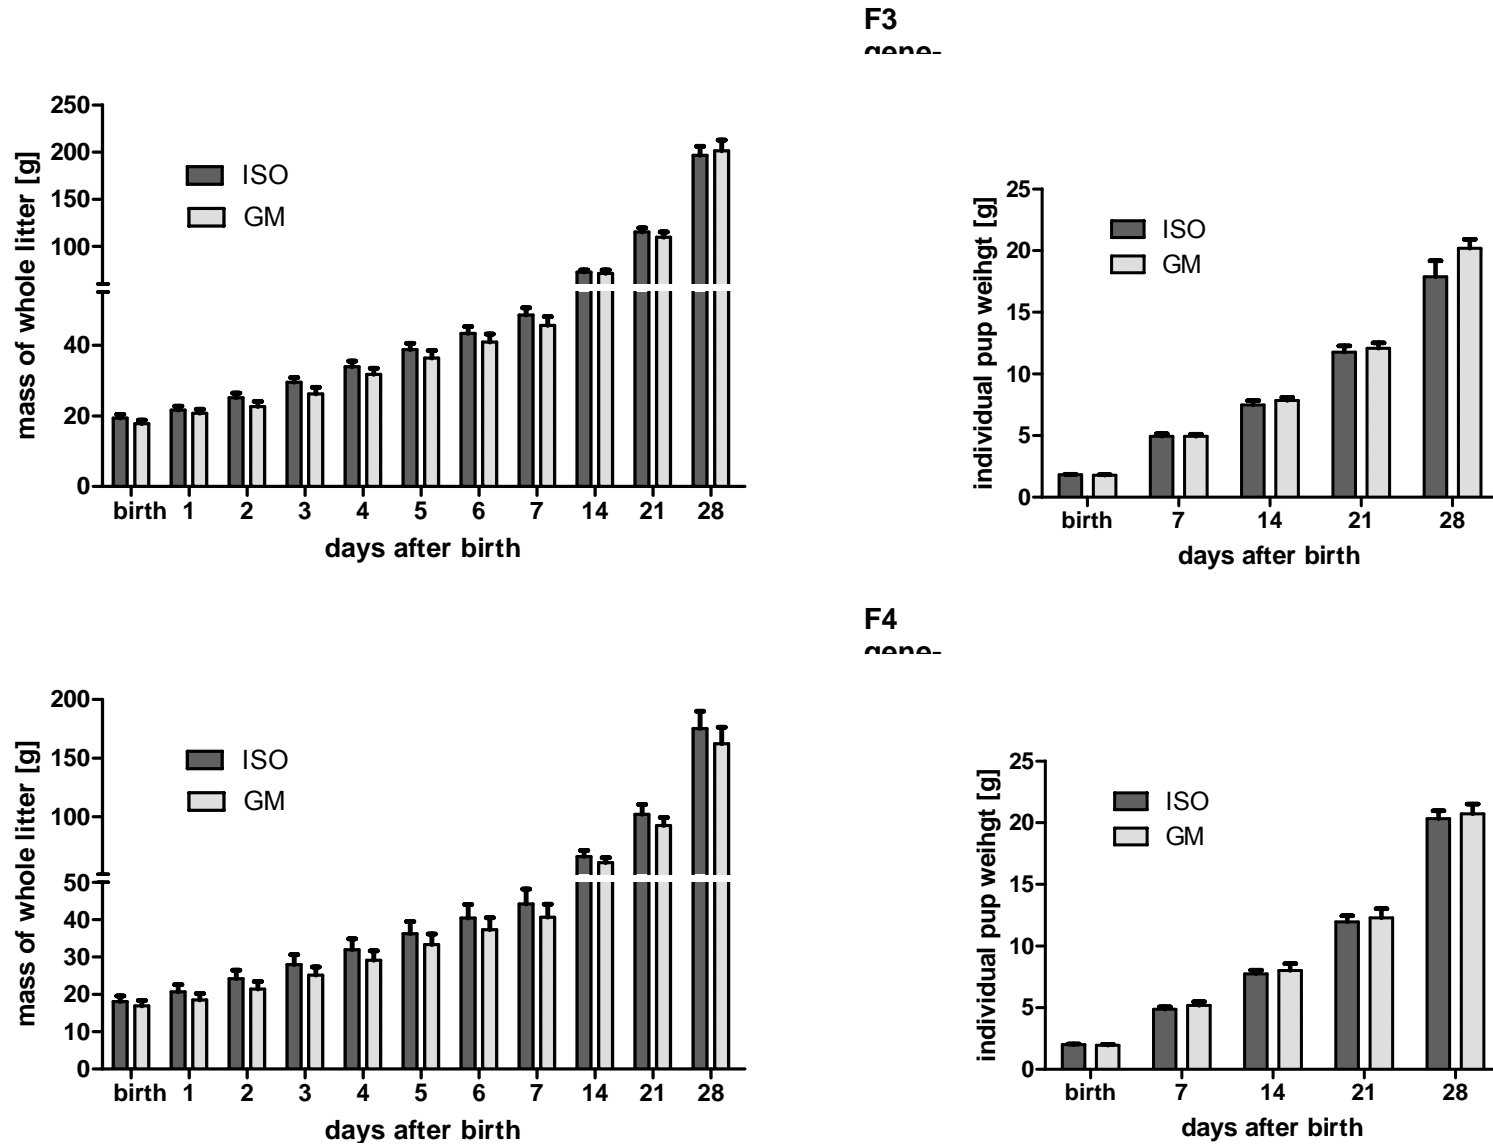 F3
gene-
mass of whole litter [g]
250
200
150
100
40
20
0
ISO
GM
birth 1 2 3 4 5 6 7 14 21 28
days after birth
individual pup weihgt [g]
25
20
15
10
5
0
ISO
GM
birth 7 14 21 28
days after birth
F4
gene-
mass of whole litter [g]
200
150
100
50
40
30
20
10
0
ISO
GM
birth 1 2 3 4 5 6 7 14 21 28
days after birth
individual pup weihgt [g]
25
20
15
10
5
0
ISO
GM
birth 7 14 21 28
days after birth